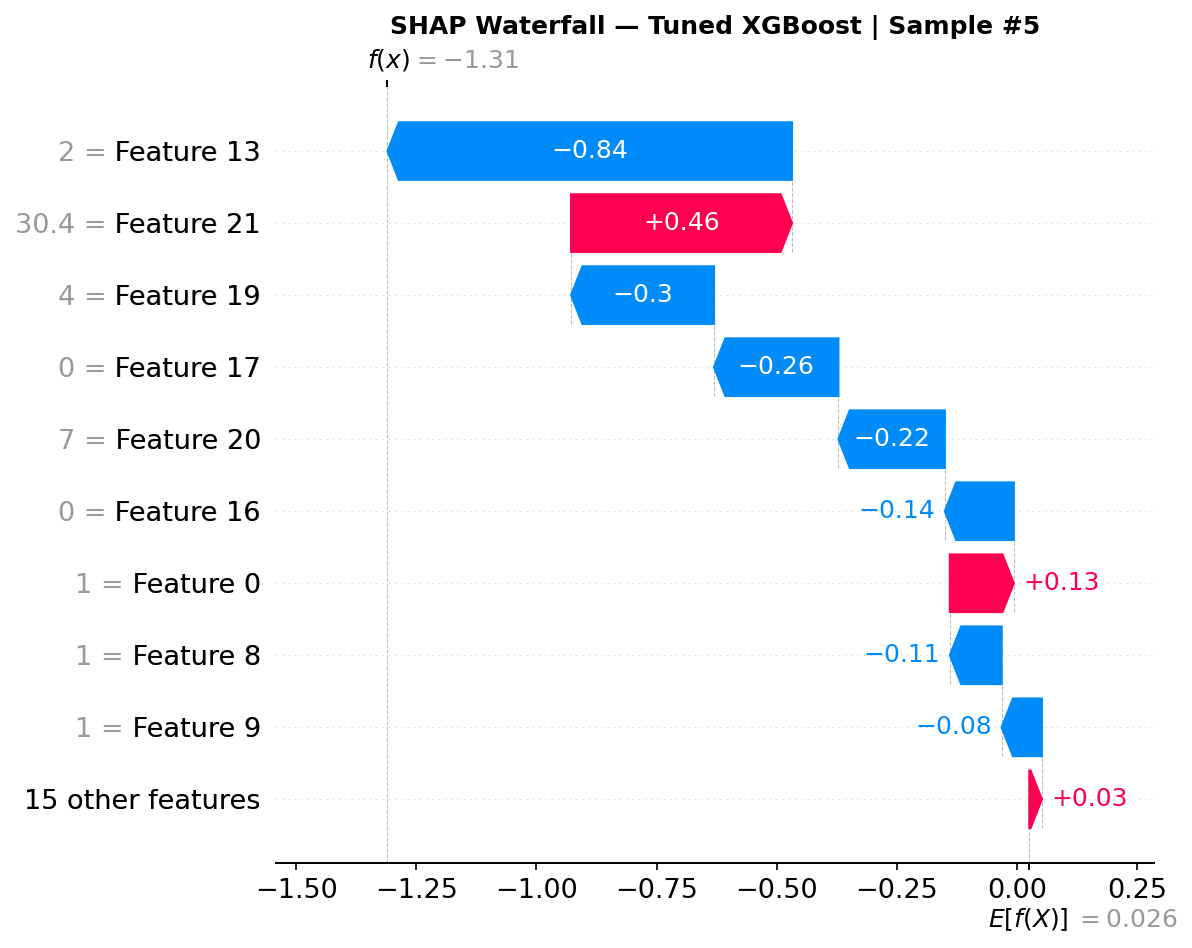 SHAP Waterfall — Tuned XGBoost | Sample #5
f(x) = −1.31
2 = Feature 13 −0.84
30.4 = Feature 21 +0.46
4 = Feature 19 −0.3
0 = Feature 17 −0.26
7 = Feature 20 −0.22
0 = Feature 16 −0.14
1 = Feature 0 +0.13
1 = Feature 8 −0.11
1 = Feature 9 −0.08
15 other features +0.03
−1.50 −1.25 −1.00 −0.75 −0.50 −0.25 0.00 0.25
E[f(X)] = 0.026